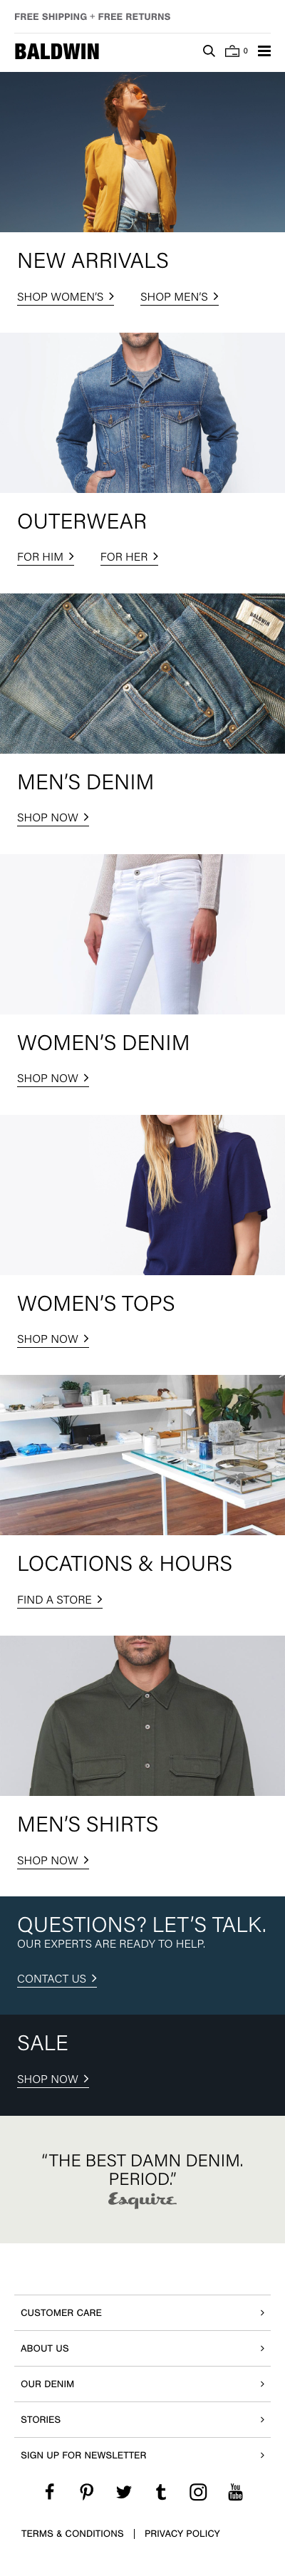 FREE SHIPPING + FREE RETURNS
BALDWIN
0
NEW ARRIVALS
SHOP WOMEN'S SHOP MEN'S
OUTERWEAR
FOR HIM FOR HER
BALDWIN
MEN'S DENIM
SHOP NOW
WOMEN'S DENIM
SHOP NOW
WOMEN'S TOPS
SHOP NOW
LOCATIONS & HOURS
FIND A STORE
MEN'S SHIRTS
SHOP NOW
QUESTIONS? LET'S TALK.
OUR EXPERTS ARE READY TO HELP.
CONTACT US
SALE
SHOP NOW
“THE BEST DAMN DENIM.
PERIOD.”
Esquire
CUSTOMER CARE
ABOUT US
OUR DENIM
STORIES
SIGN UP FOR NEWSLETTER
You Tube
TERMS & CONDITIONS | PRIVACY POLICY